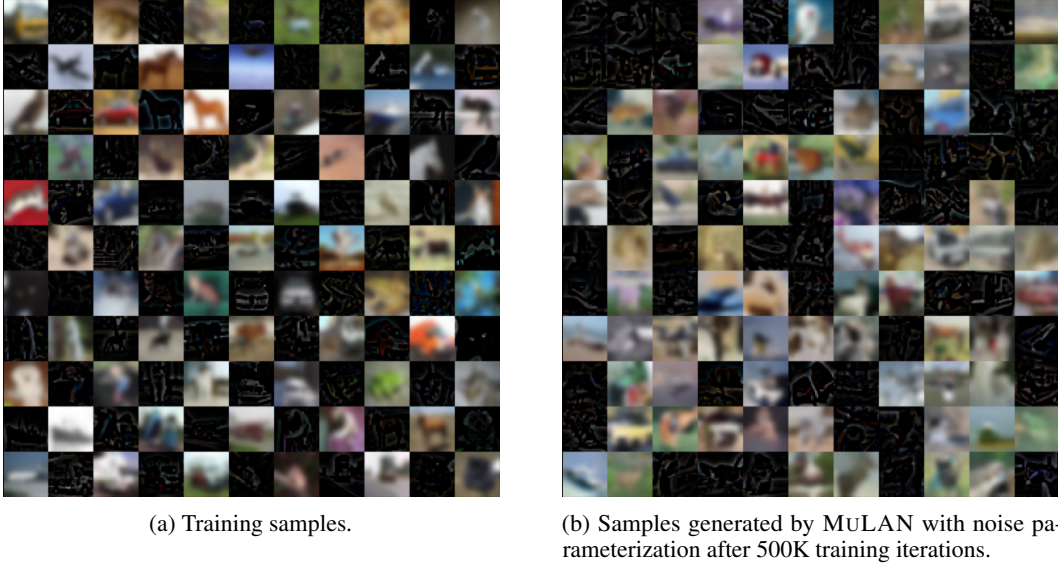 (a) Training samples.
(b) Samples generated by MULAN with noise pa-
rameterization after 500K training iterations.